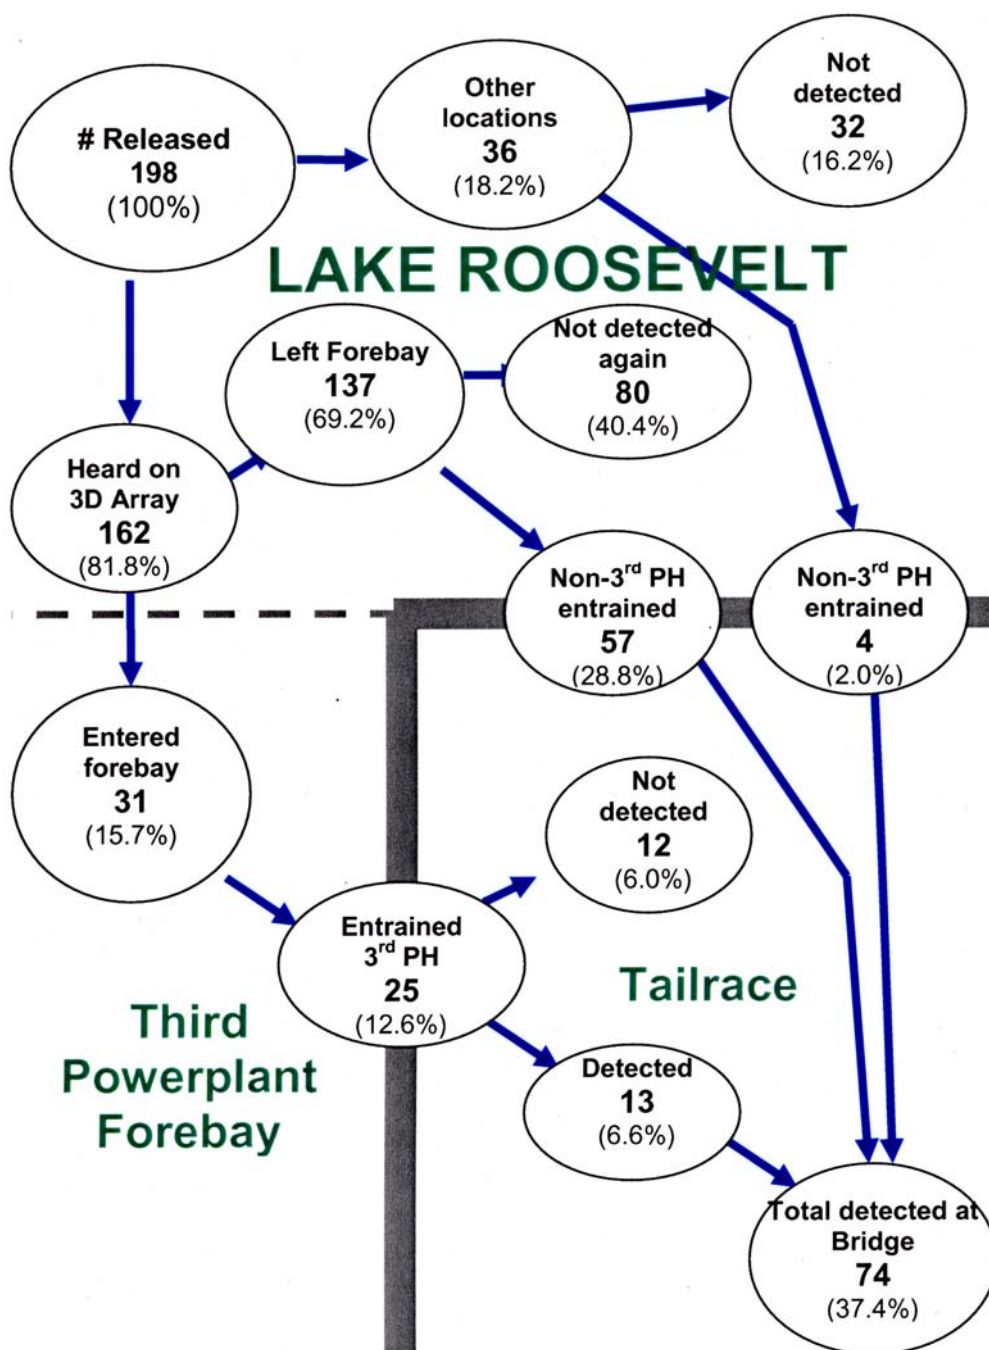 # Released
198
(100%)
Other
locations
36
(18.2%)
Not
detected
32
(16.2%)
LAKE ROOSEVELT
Left Forebay
137
(69.2%)
Not detected
again
80
(40.4%)
Heard on
3D Array
162
(81.8%)
Non-3rd PH
entrained
57
(28.8%)
Non-3rd PH
entrained
4
(2.0%)
Entered
forebay
31
(15.7%)
Not
detected
12
(6.0%)
Entrained
3rd PH
25
(12.6%)
Tailrace
Third
Powerplant
Forebay
Detected
13
(6.6%)
Total detected at
Bridge
74
(37.4%)